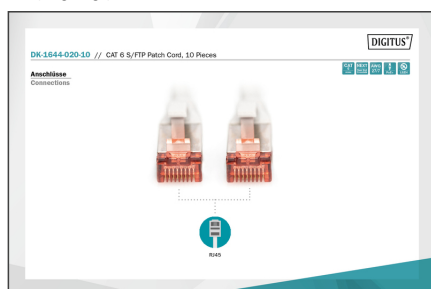 DIGITUS®
DK-1644-020-10 // CAT 6 S/FTP Patch Cord, 10 Pieces
Anschlüsse
Connections
RJ45